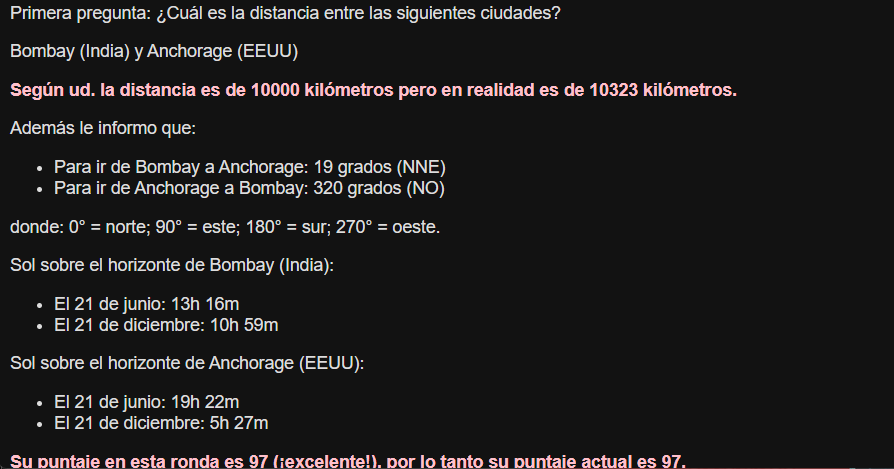 Primera pregunta: ¿Cuál es la distancia entre las siguientes ciudades?
Bombay (India) y Anchorage (EEUU)
Según ud. la distancia es de 10000 kilómetros pero en realidad es de 10323 kilómetros.
Además le informo que:
• Para ir de Bombay a Anchorage: 19 grados (NNE)
• Para ir de Anchorage a Bombay: 320 grados (NO)
donde: 0° = norte; 90° = este; 180° = sur; 270° = oeste.
Sol sobre el horizonte de Bombay (India):
• El 21 de junio: 13h 16m
• El 21 de diciembre: 10h 59m
Sol sobre el horizonte de Anchorage (EEUU):
• El 21 de junio: 19h 22m
• El 21 de diciembre: 5h 27m
Su puntaje en esta ronda es 97 (¡excelente!), por lo tanto su puntaje actual es 97.